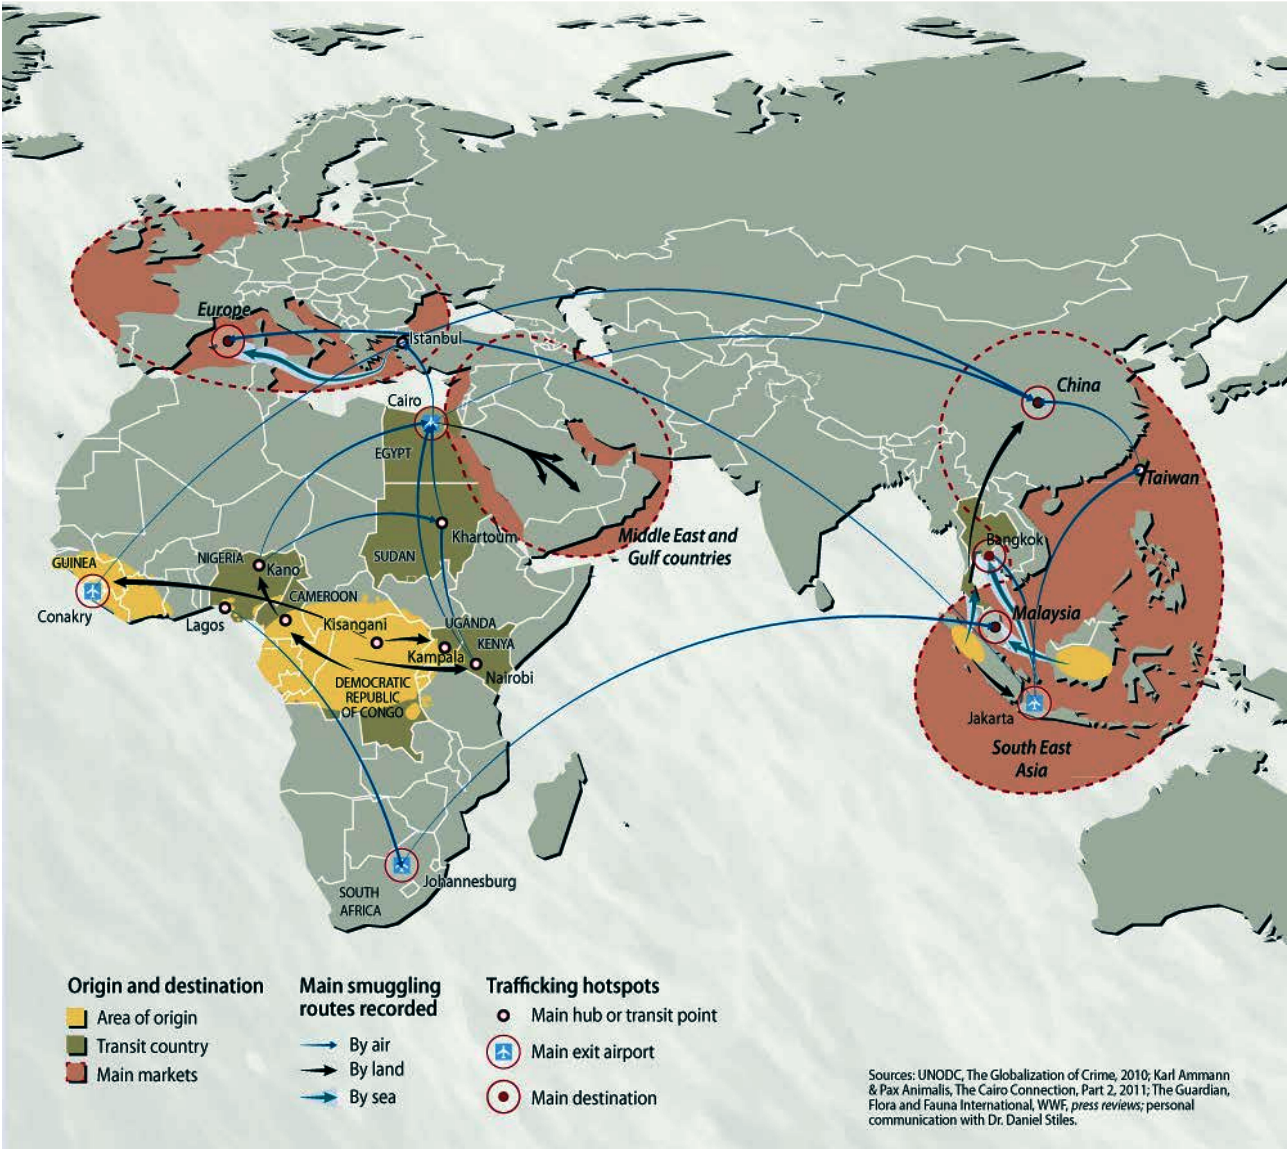 Europe
Istanbul
China
Cairo
EGYPT
Taiwan
Khartoum
Middle East and
Gulf countries
Bangkok
NIGERIA
SUDAN
GUINEA
Kano
CAMEROON
Conakry
Lagos
Kisangani
UGANDA
Malaysia
KENYA
Kampala
Nairobi
DEMOCRATIC
REPUBLIC
OF CONGO
Jakarta
South East
Asia
Johannesburg
SOUTH
AFRICA
Origin and destination
Area of origin
Transit country
Main markets
Main smuggling
routes recorded
By air
By land
By sea
Trafficking hotspots
Main hub or transit point
Main exit airport
Main destination
Sources: UNODC, The Globalization of Crime, 2010; Karl Ammann
& Pax Animalis, The Cairo Connection, Part 2, 2011; The Guardian,
Flora and Fauna International, WWF, press reviews; personal
communication with Dr. Daniel Stiles.